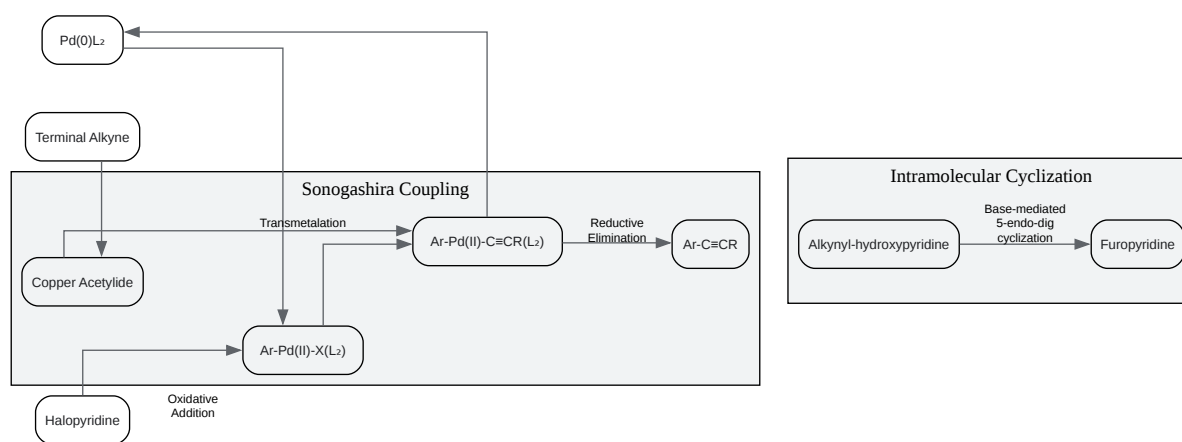 Pd(0)L₂
Terminal Alkyne
Sonogashira Coupling
Transmetalation
Copper Acetylide
Ar-Pd(II)-C≡CR(L₂)
Reductive
Elimination
Ar-C≡CR
Ar-Pd(II)-X(L₂)
Oxidative
Addition
Halopyridine
Intramolecular Cyclization
Alkynyl-hydroxypyridine
Base-mediated
5-endo-dig
cyclization
Furopyridine